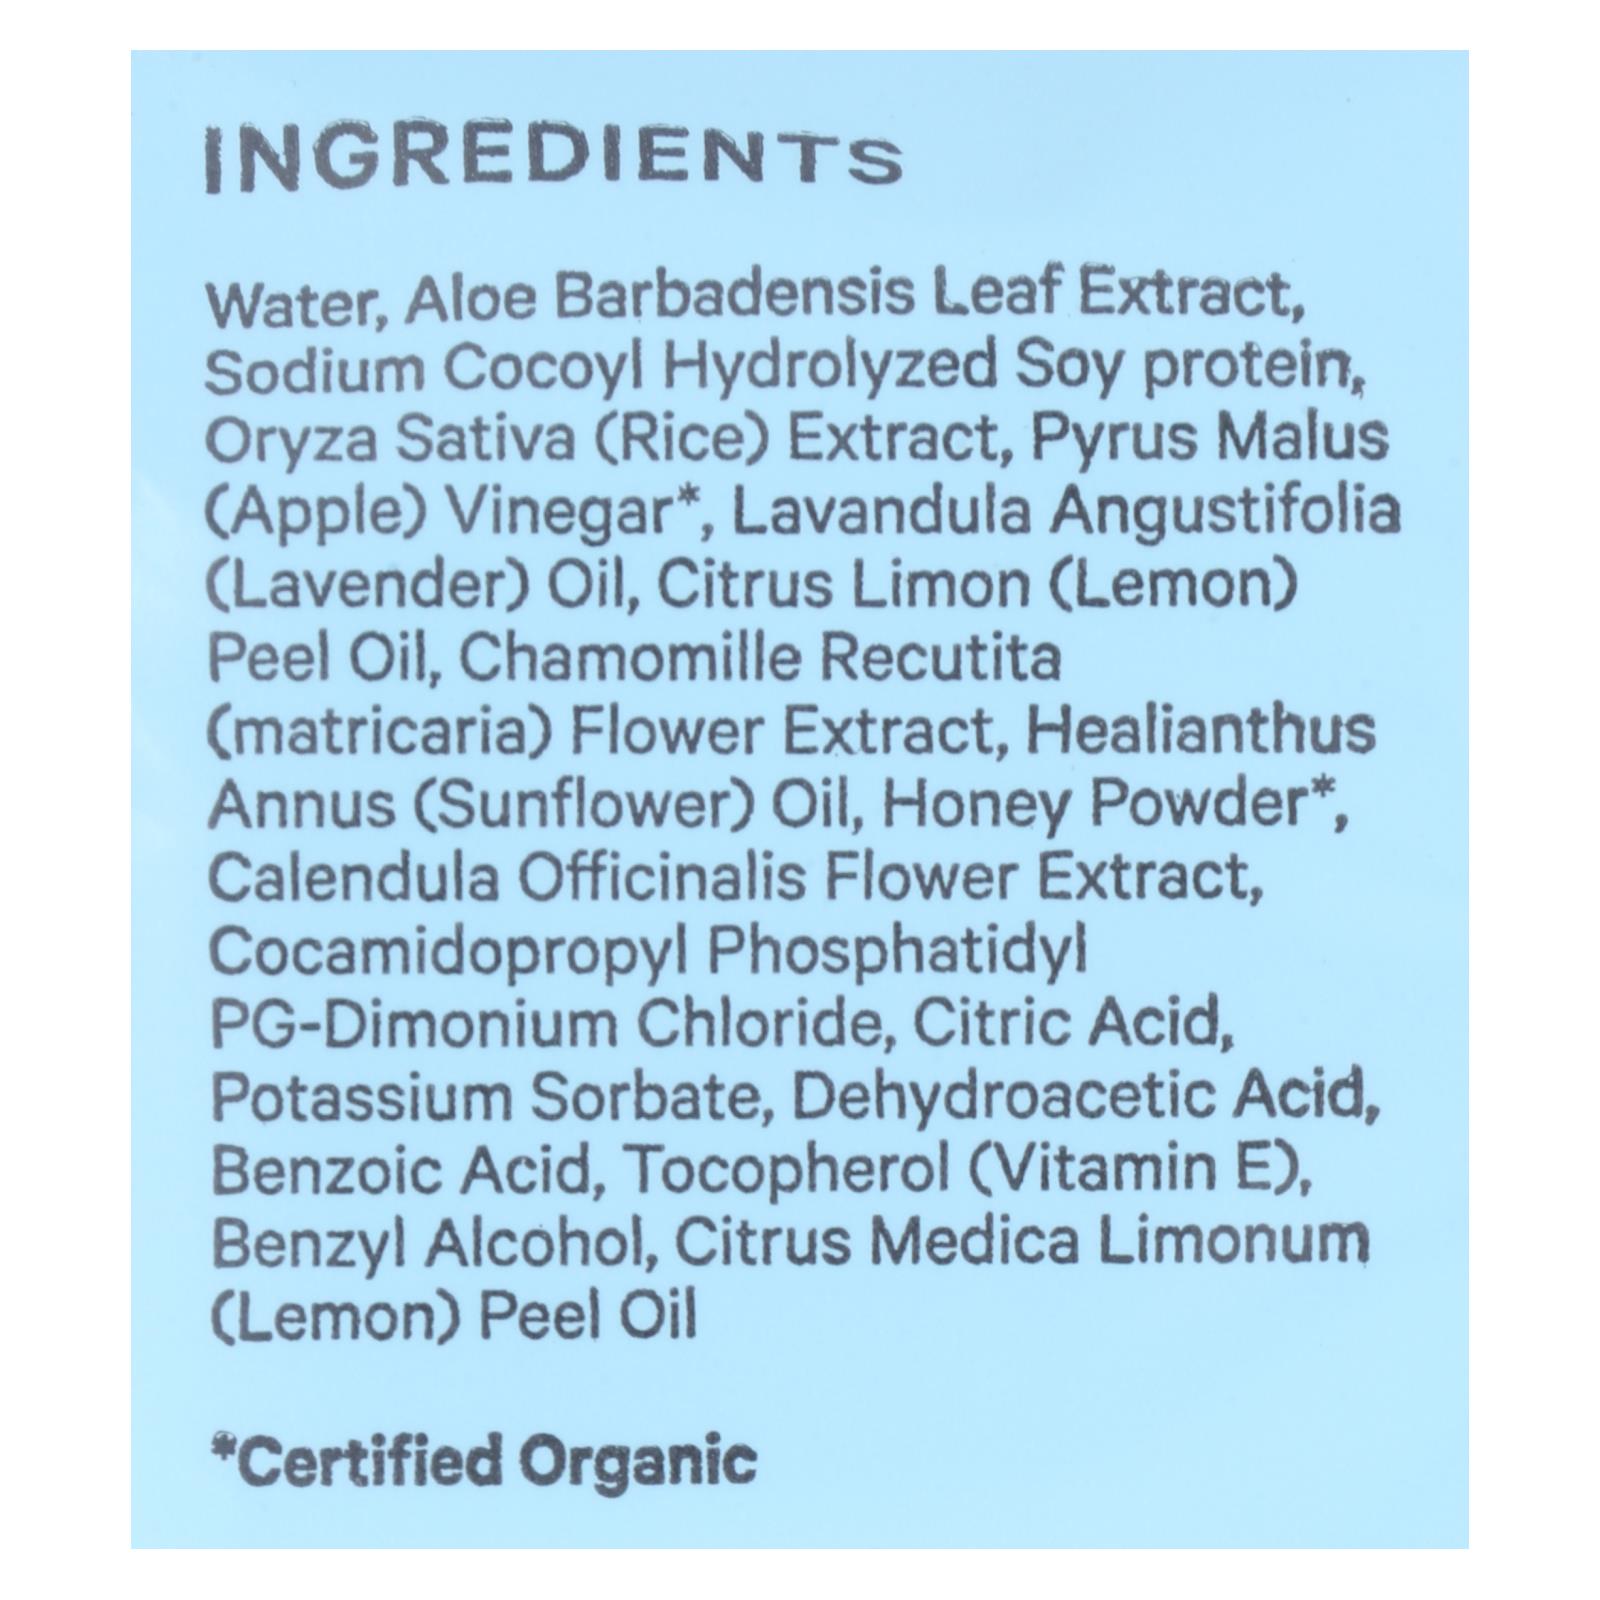 INGREDIENTS
Water, Aloe Barbadensis Leaf Extract,
Sodium Cocoyl Hydrolyzed Soy protein,
Oryza Sativa (Rice) Extract, Pyrus Malus
(Apple) Vinegar*, Lavandula Angustifolia
(Lavender) Oil, Citrus Limon (Lemon)
Peel Oil, Chamomille Recutita
(matricaria) Flower Extract, Healianthus
Annus (Sunflower) Oil, Honey Powder*,
Calendula Officinalis Flower Extract,
Cocamidopropyl Phosphatidyl
PG-Dimonium Chloride, Citric Acid,
Potassium Sorbate, Dehydroacetic Acid,
Benzoic Acid, Tocopherol (Vitamin E),
Benzyl Alcohol, Citrus Medica Limonum
(Lemon) Peel Oil
*Certified Organic